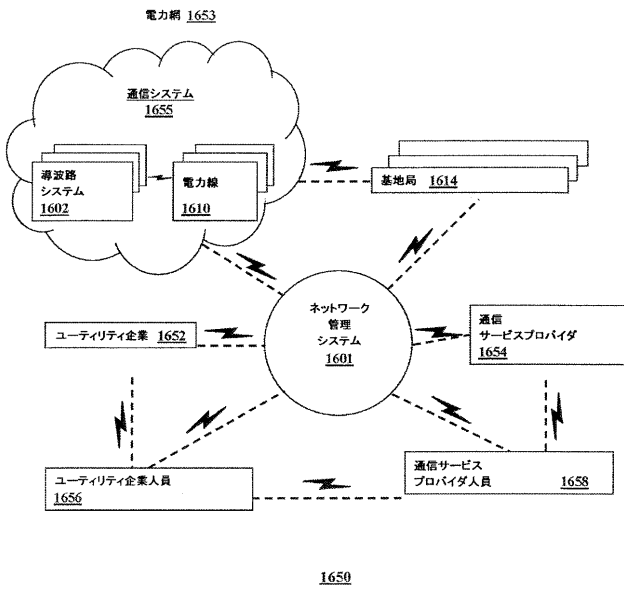 電力網 1653
通信システム
1655
導波路
システム
1602
電力線
1610
基地局 1614
ネットワーク
管理
システム
1601
ユーティリティ企業 1652
通信
サービスプロバイダ
1654
ユーティリティ企業人員
1656
通信サービス
プロバイダ人員 1658
1650